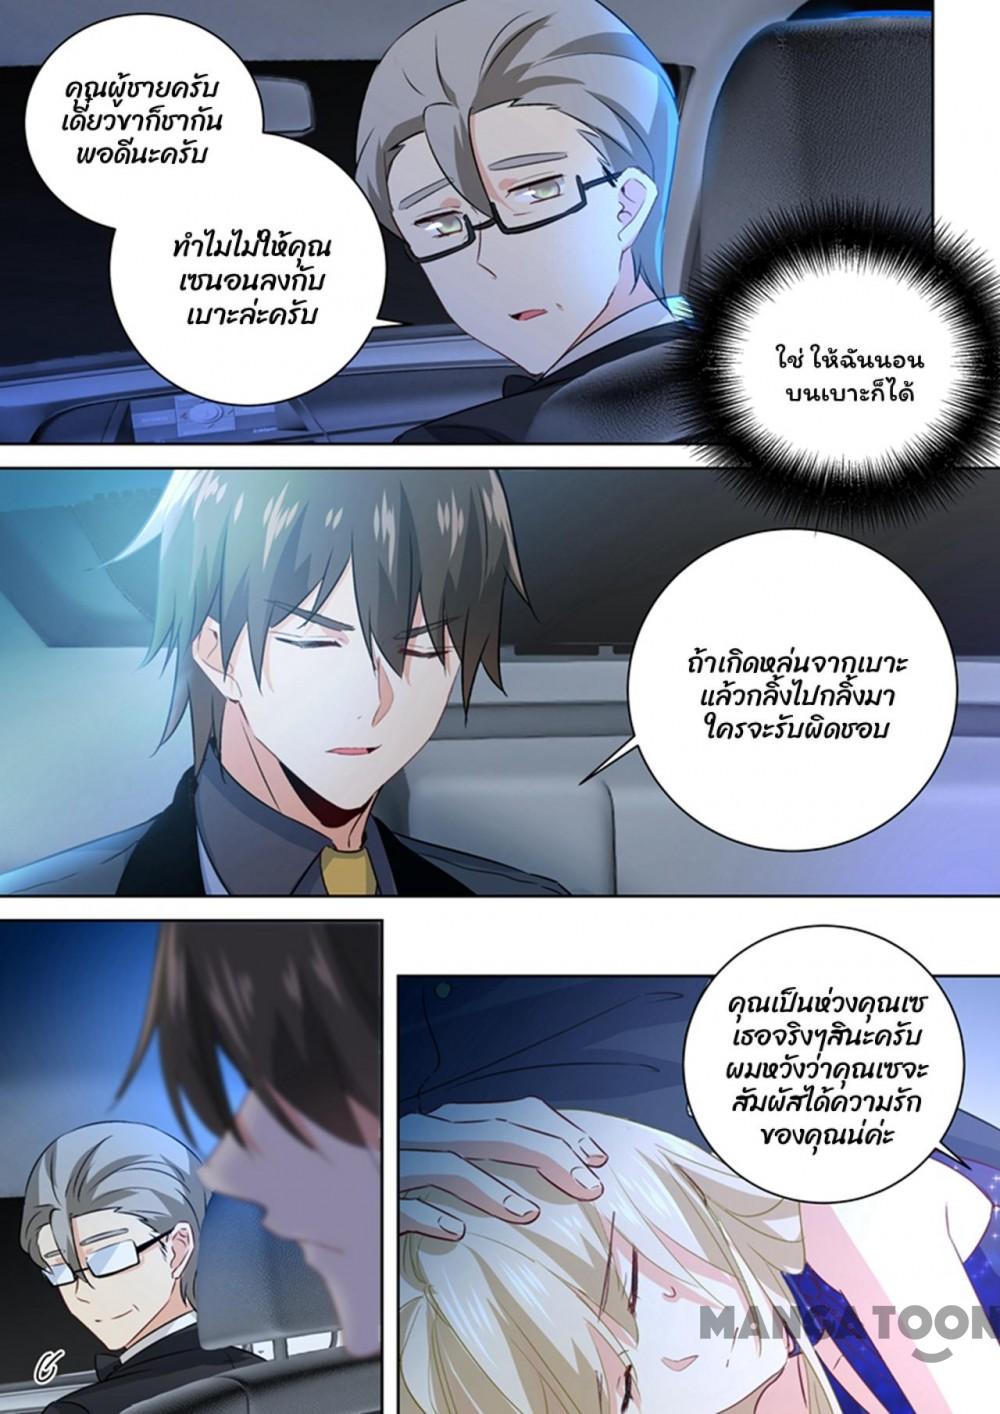 คุณผู้ชายครับ
เดี๋ยวขาก็ชากัน
พอดีนะครับ
ทำไมไม่ให้คุณ
เซนอนลงกับ
เบาะล่ะครับ
ใช่ ให้ฉันนอน
บนเบาะก็ได้
ถ้าเกิดหล่นจากเบาะ
แล้วกลิ้งไปกลิ้งมา
ใครจะรับผิดชอบ
คุณเป็นห่วงคุณเซ
เธอจริงๆสินะครับ
ผมหวังว่าคุณเซจะ
สัมผัสได้ความรัก
ของคุณน่ะค่ะ
MANGATOON